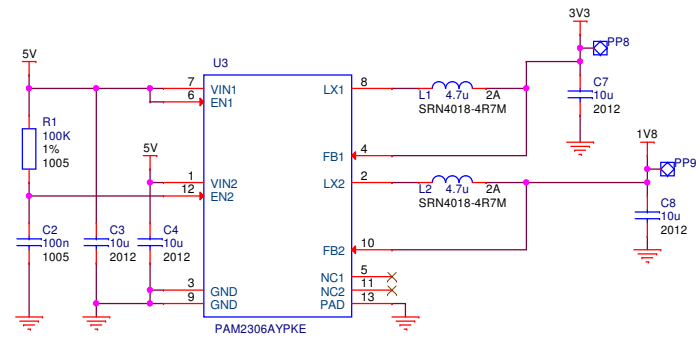 3V3
PP8
5V
U3
7
VIN1
LX1
8
L1
4.7u
2A
SRN4018-4R7M
C7
10u
2012
6
EN1
R1
100K
1%
1005
5V
1V8
PP9
FB1
4
1
VIN2
LX2
2
12
EN2
L2
4.7u
2A
SRN4018-4R7M
C8
10u
2012
C2
100n
1005
C3
10u
2012
C4
10u
2012
FB2
10
NC1
5
3
GND
NC2
11
9
GND
PAD
13
PAM2306AYPKE